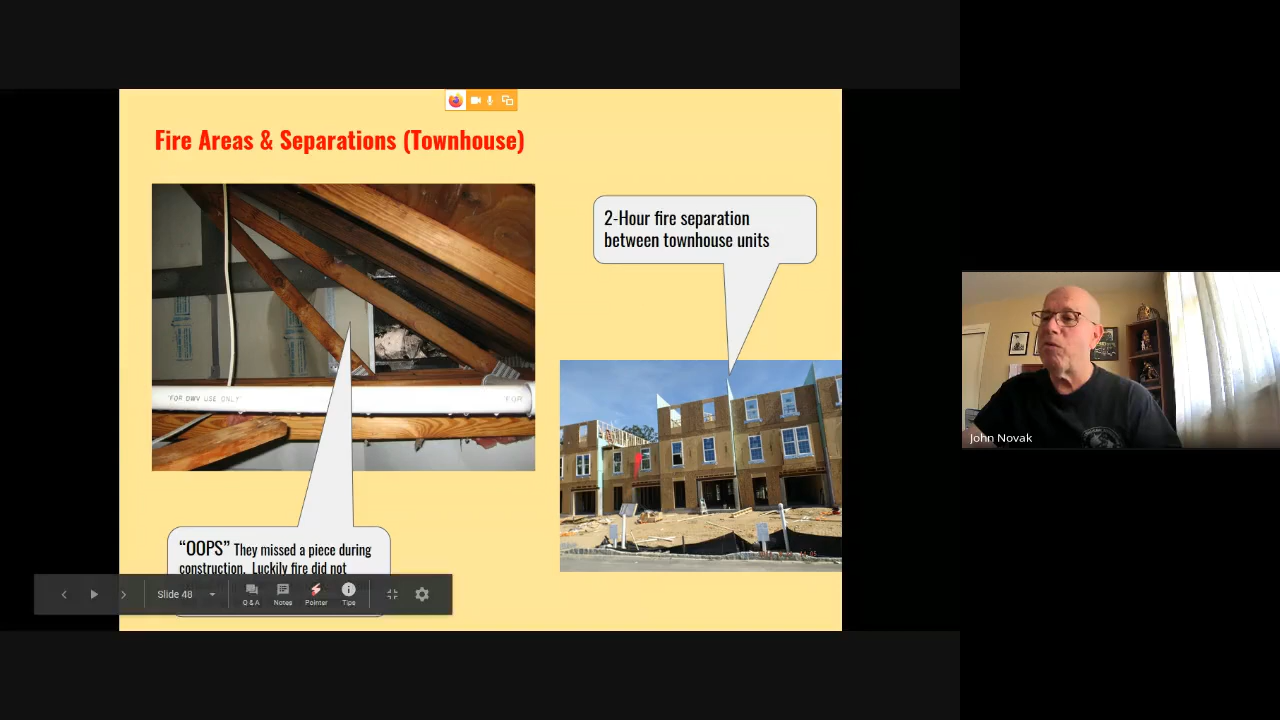 Fire Areas & Separations (Townhouse)
2-Hour fire separation
between townhouse units
"FOR DWV USE ONLY"
"FOR
“OOPS” They missed a piece during
construction. Luckily fire did not
Slide 48
Q & A
Notes
Pointer
Tips
John Novak